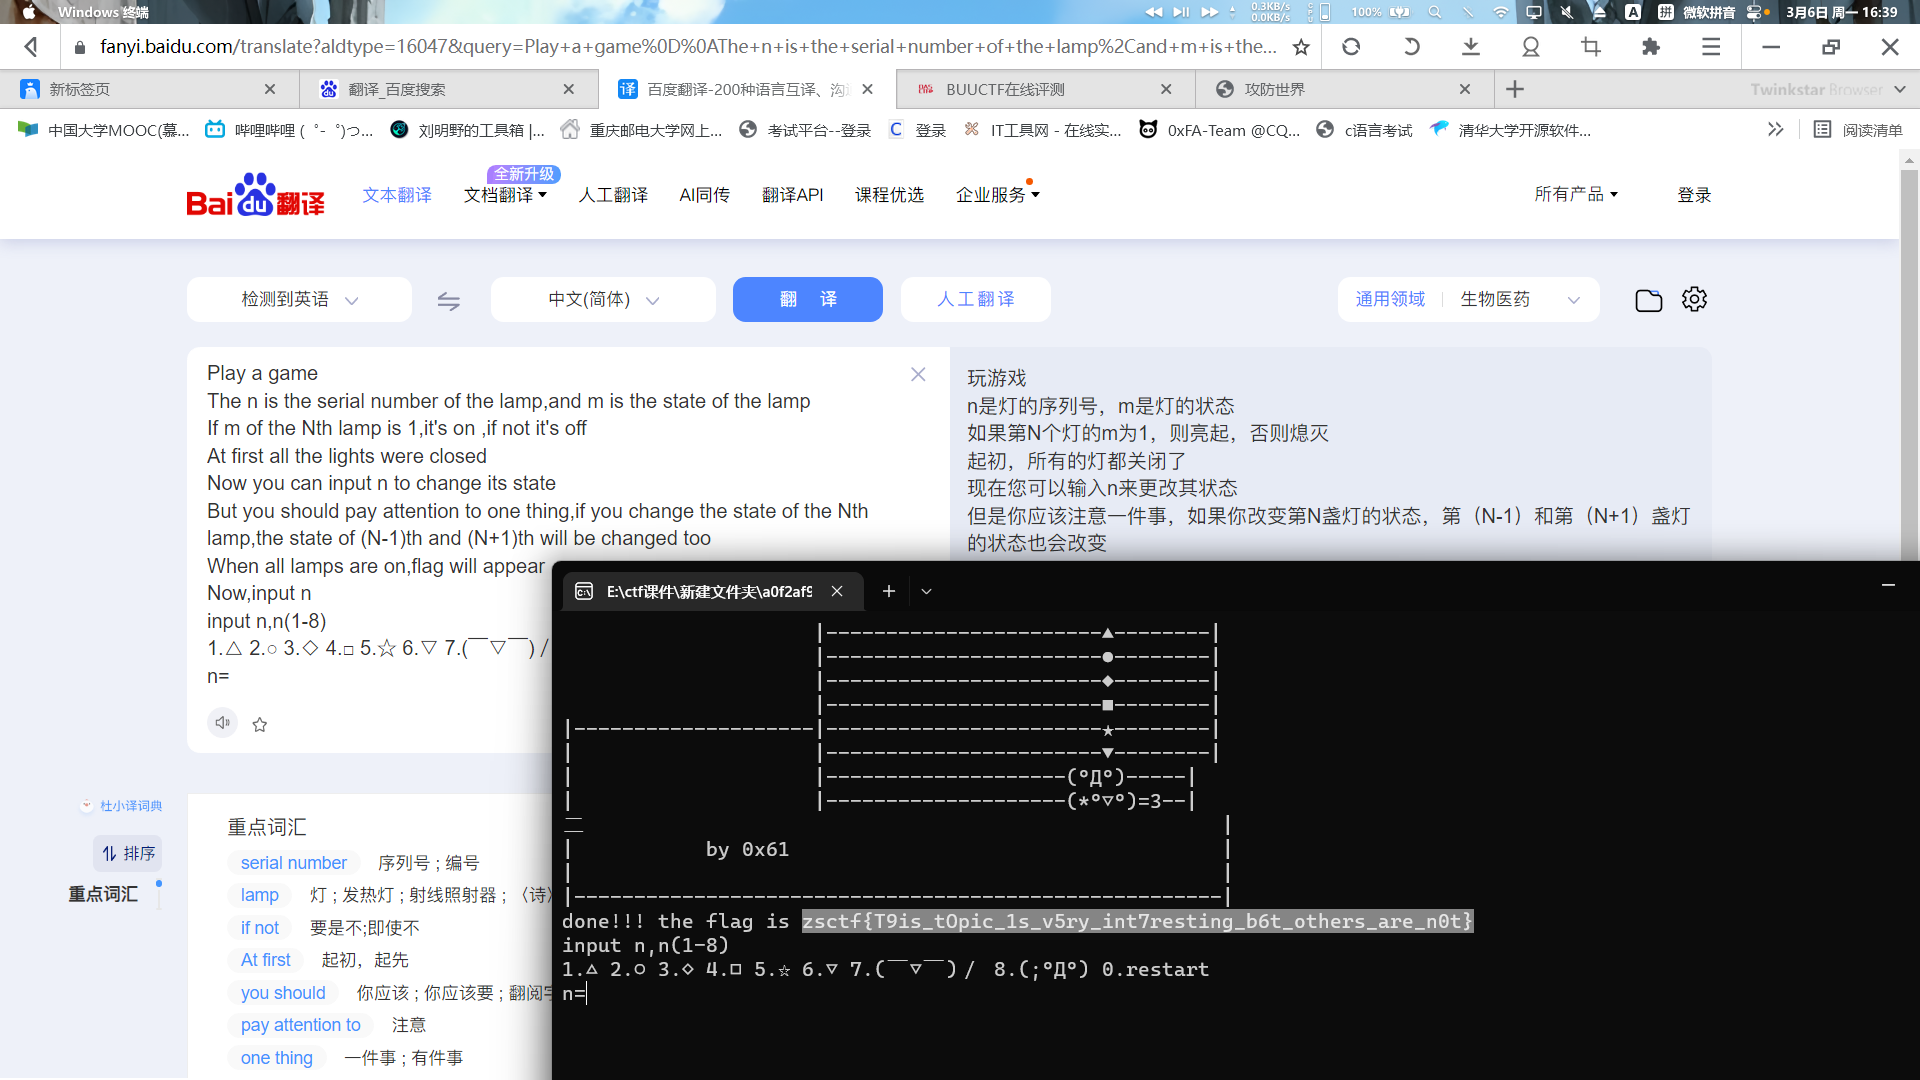 Windows 终端
0.3KB/s
0.0KB/s
100%
A
拼
微软拼音
3月6日 周一 16:39
fanyi.baidu.com/translate?aldtype=16047&query=Play+a+game%0D%0AThe+n+is+the+serial+number+of+the+lamp%2Cand+m+is+the...
新标签页
翻译_百度搜索
译 百度翻译-200种语言互译、沟
BUUCTF在线评测
攻防世界
Twinkstar Browser
中国大学MOOC(慕...
哔哩哔哩 (゜-゜)つ...
刘明野的工具箱 |...
重庆邮电大学网上...
考试平台--登录
C 登录
IT工具网 - 在线实...
0xFA-Team @CQ...
c语言考试
清华大学开源软件...
阅读清单
Bai du 翻译
文本翻译
全新升级
文档翻译
人工翻译
AI同传
翻译API
课程优选
企业服务
所有产品
登录
检测到英语
中文(简体)
翻 译
人工翻译
通用领域
生物医药
Play a game
The n is the serial number of the lamp,and m is the state of the lamp
If m of the Nth lamp is 1,it's on ,if not it's off
At first all the lights were closed
Now you can input n to change its state
But you should pay attention to one thing,if you change the state of the Nth
lamp,the state of (N-1)th and (N+1)th will be changed too
When all lamps are on,flag will appear
Now,input n
input n,n(1-8)
1.△ 2.○ 3.◇ 4.□ 5.☆ 6.▽ 7.(￣▽￣)/
n=
玩游戏
n是灯的序列号，m是灯的状态
如果第N个灯的m为1，则亮起，否则熄灭
起初，所有的灯都关闭了
现在您可以输入n来更改其状态
但是你应该注意一件事，如果你改变第N盏灯的状态，第（N-1）和第（N+1）盏灯
的状态也会改变
杜小译词典
排序
重点词汇
重点词汇
serial number 序列号 ; 编号
lamp 灯 ; 发热灯 ; 射线照射器 ; 〈诗〉
if not 要是不;即使不
At first 起初，起先
you should 你应该 ; 你应该要 ; 翻阅字
pay attention to 注意
one thing 一件事 ; 有件事
E:\ctf课件\新建文件夹\a0f2af9
|-----------------------▲--------|
|-----------------------●--------|
|-----------------------◆--------|
|-----------------------■--------|
|--------------------|-----------------------★--------|
| |-----------------------▼--------|
| |--------------------(°Д°)-----|
| |--------------------(*°▽°)=3--|
二 |
| by 0x61 |
| |
|------------------------------------------------------|
done!!! the flag is zsctf{T9is_tOpic_1s_v5ry_int7resting_b6t_others_are_n0t}
input n,n(1-8)
1.△ 2.○ 3.◇ 4.□ 5.☆ 6.▽ 7.(￣▽￣)/ 8.(;°Д°) 0.restart
n=